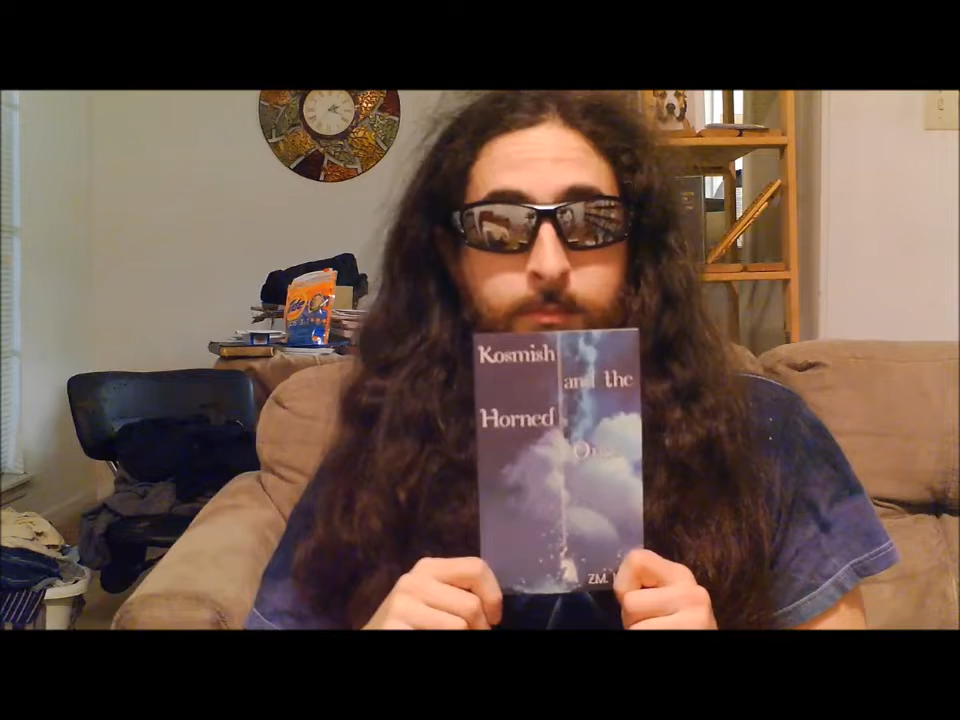 Kosmish
and the
Horned
One
Z.M.